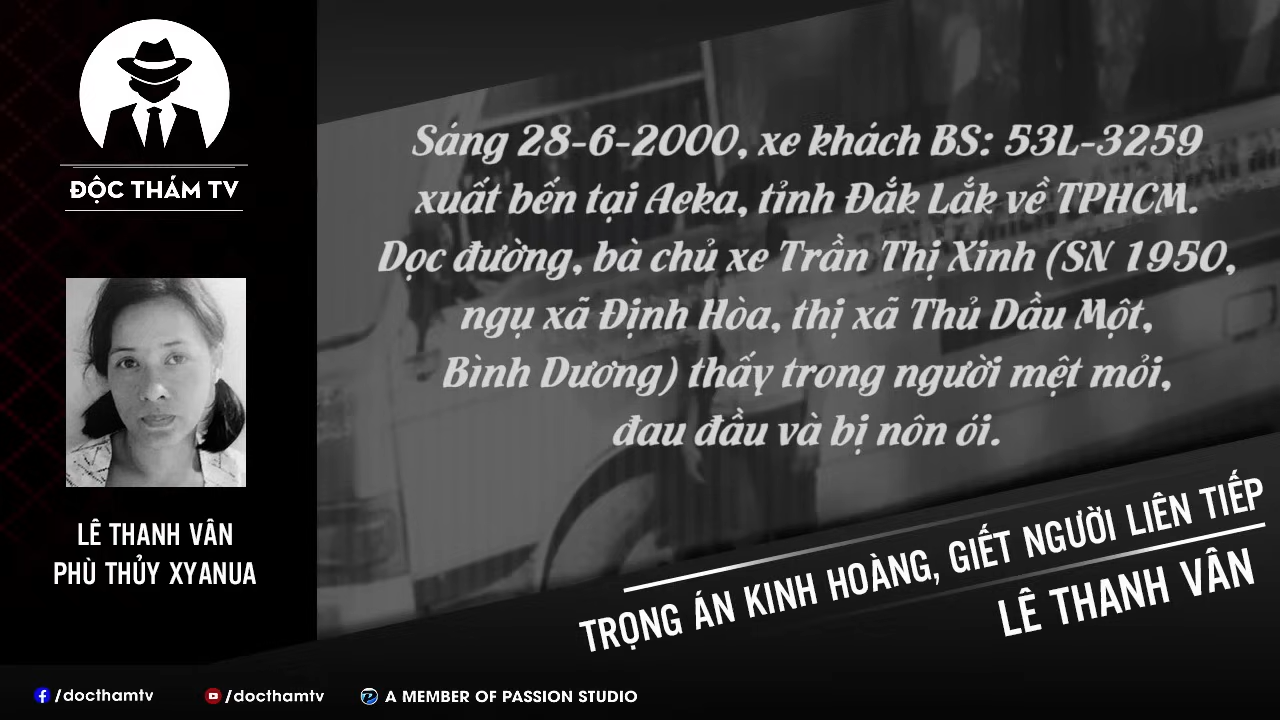 ĐỘC THÁM TV
LÊ THANH VÂN
PHÙ THỦY XYANUA
Sáng 28-6-2000, xe khách BS: 53L-3259
xuất bến tại Aeka, tỉnh Đắk Lắk về TPHCM.
Dọc đường, bà chủ xe Trần Thị Xinh (SN 1950,
ngụ xã Định Hòa, thị xã Thủ Dầu Một,
Bình Dương) thấy trong người mệt mỏi,
đau đầu và bị nôn ói.
TRỌNG ÁN KINH HOÀNG, GIẾT NGƯỜI LIÊN TIẾP
LÊ THANH VÂN
/docthamtv
/docthamtv
A MEMBER OF PASSION STUDIO